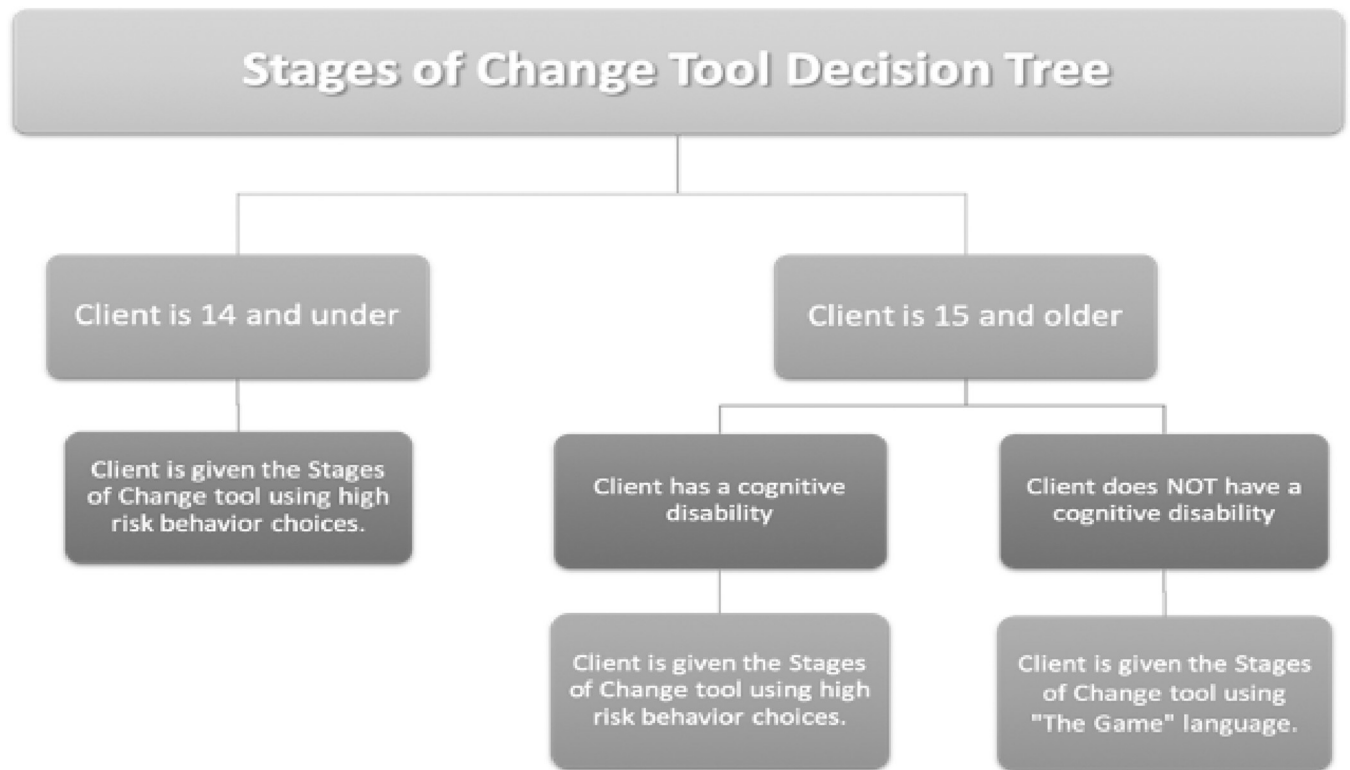 Stages of Change Tool Decision Tree
Client is 14 and under
Client is 15 and older
Client is given the Stages
of Change tool using high
risk behavior choices.
Client has a cognitive
disability
Client does NOT have a
cognitive disability
Client is given the Stages
of Change tool using high
risk behavior choices.
Client is given the Stages
of Change tool using
"The Game" language.